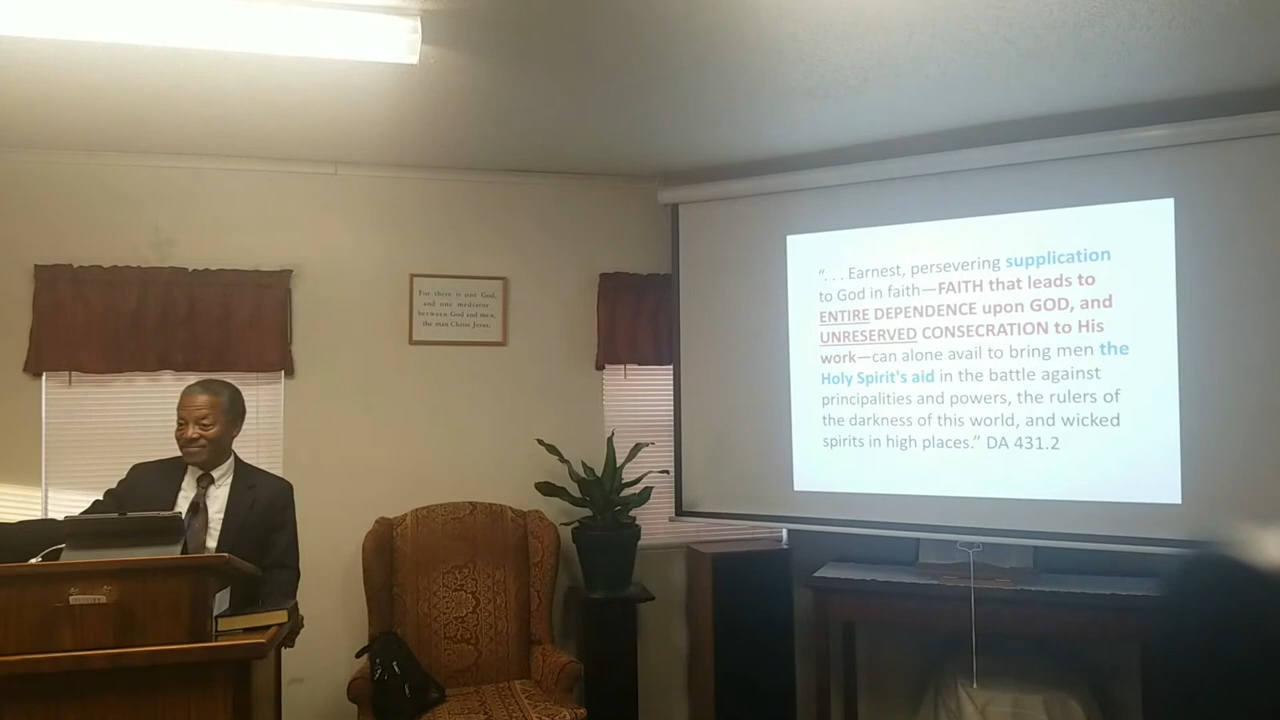 For there is one God,
and one mediator
between God and men,
the man Christ Jesus;
“. . . Earnest, persevering supplication
to God in faith—FAITH that leads to
ENTIRE DEPENDENCE upon GOD, and
UNRESERVED CONSECRATION to His
work—can alone avail to bring men the
Holy Spirit's aid in the battle against
principalities and powers, the rulers of
the darkness of this world, and wicked
spirits in high places.” DA 431.2